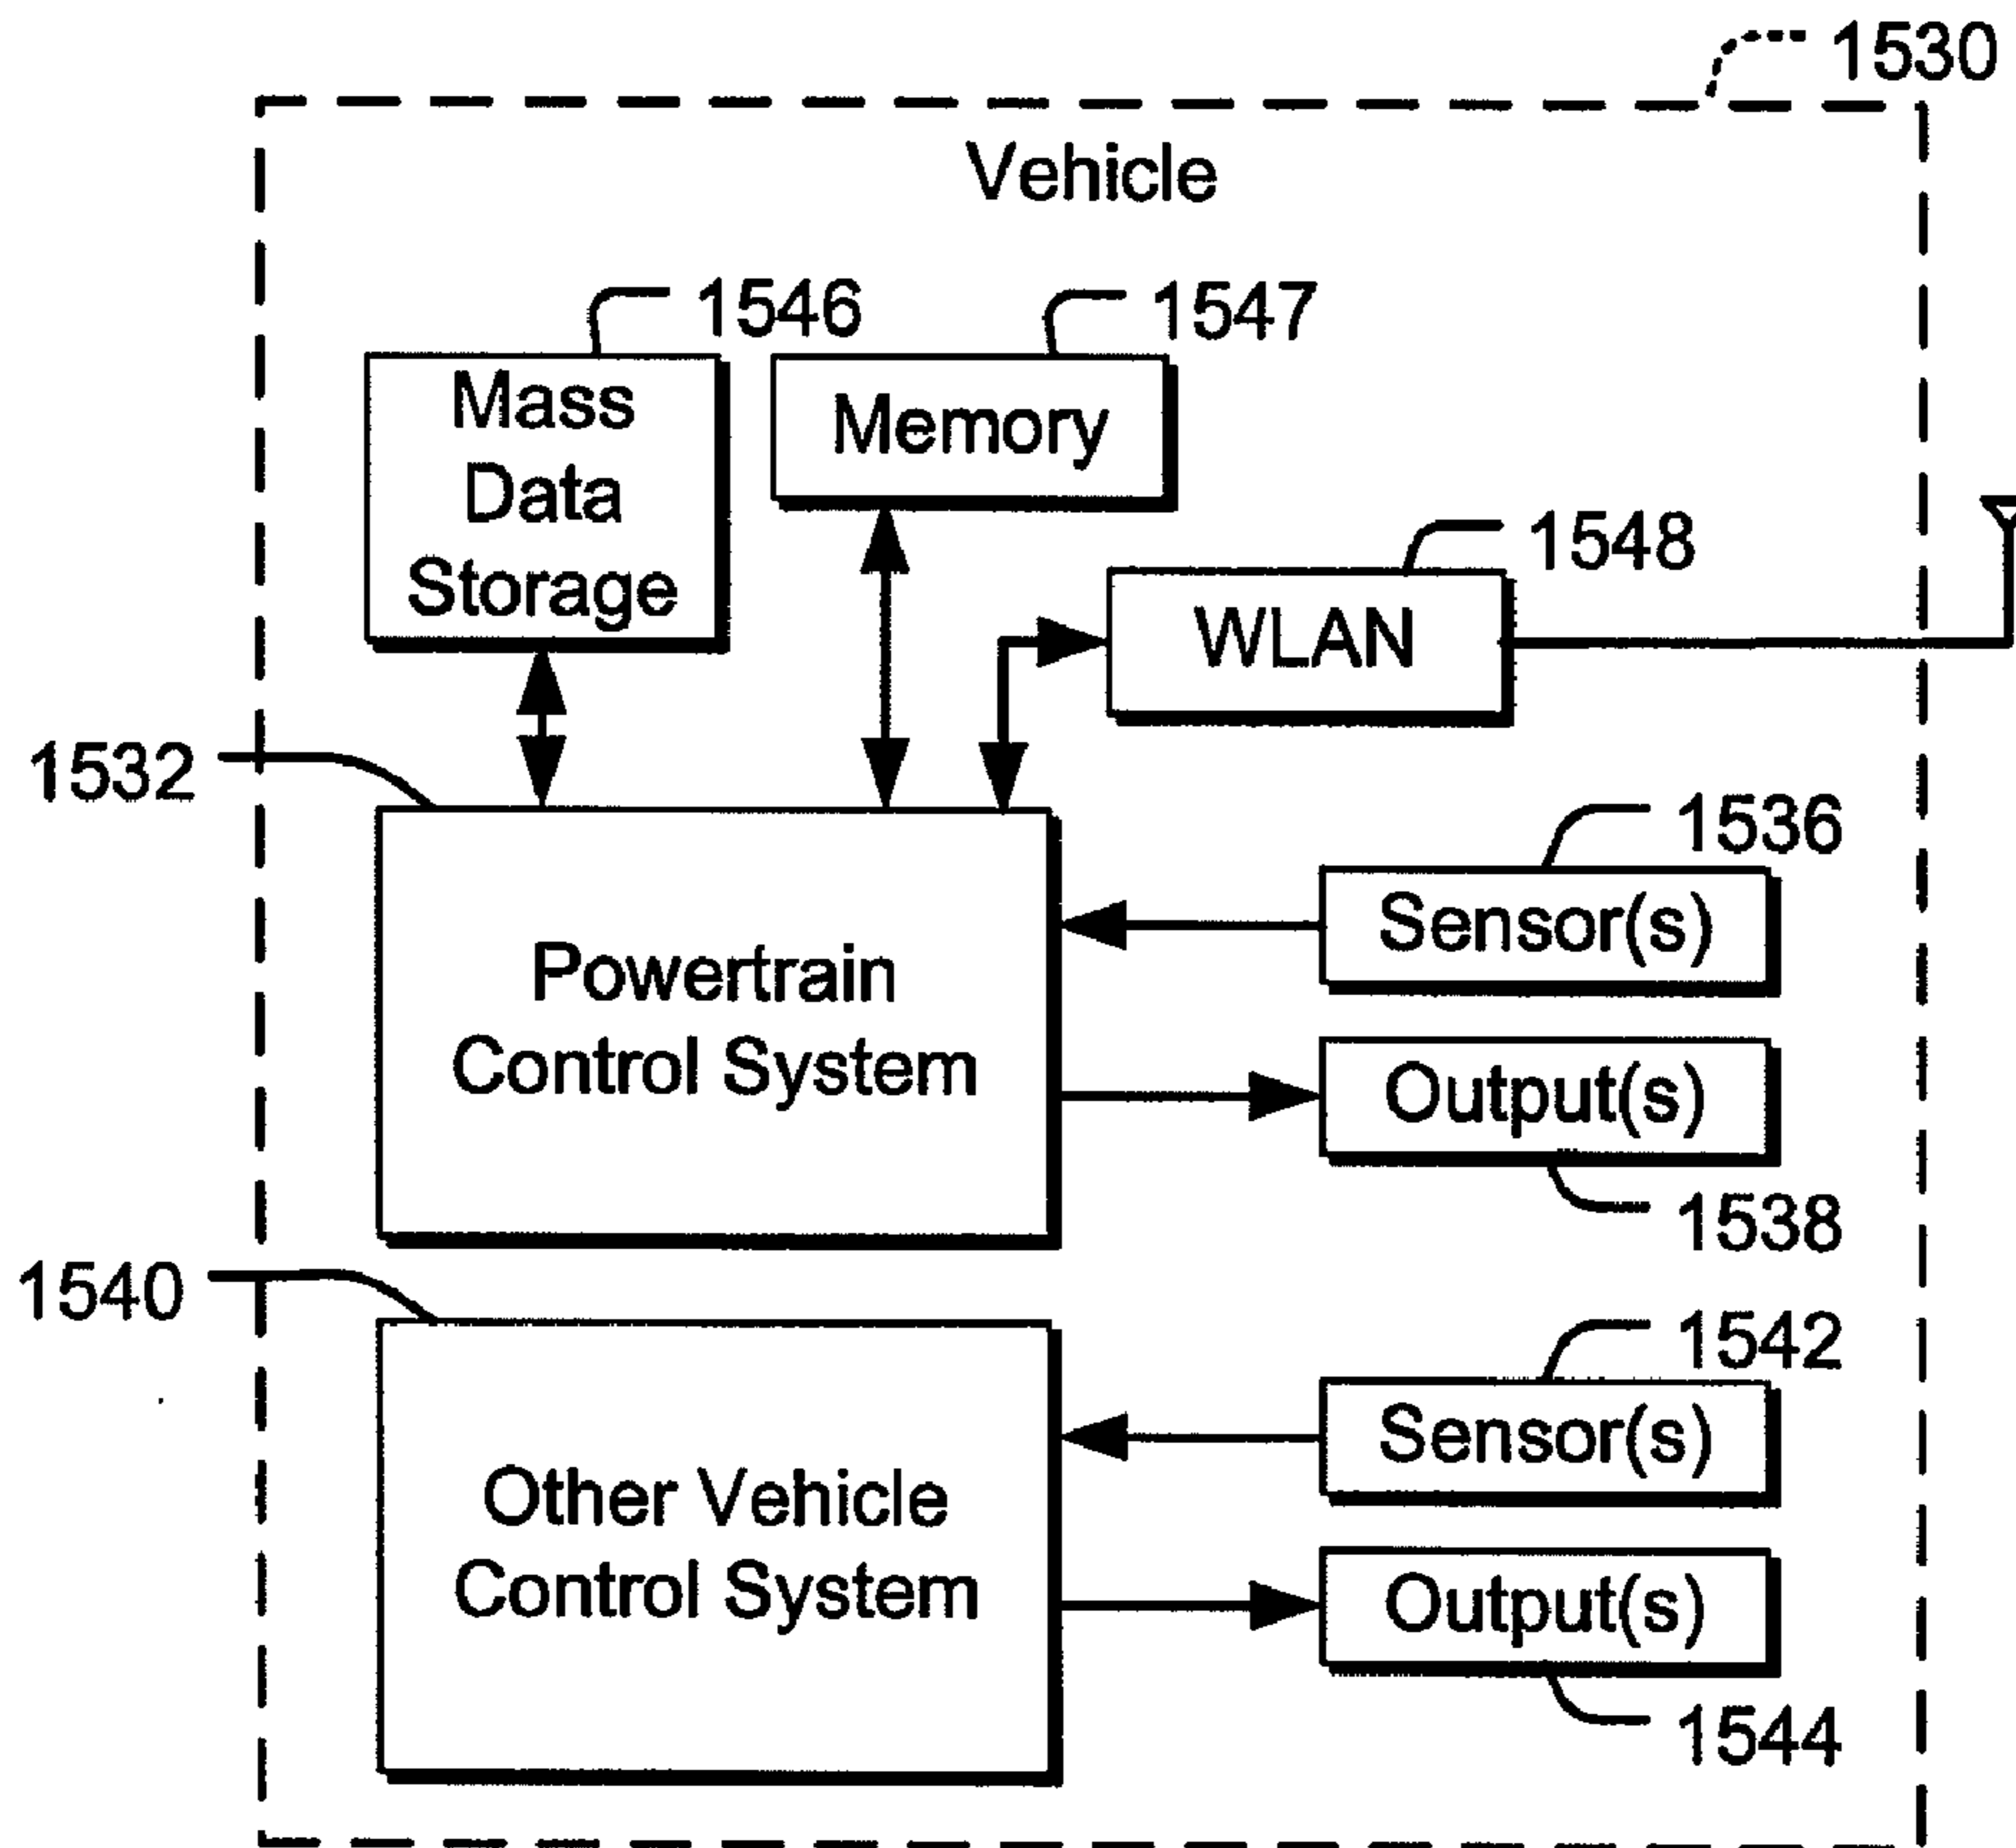 1530
Vehicle
1546
1547
Mass
Data
Storage
Memory
1548
WLAN
1532
1536
Sensor(s)
Powertrain
Control System
Output(s)
1538
1540
1542
Sensor(s)
Other Vehicle
Control System
Output(s)
1544